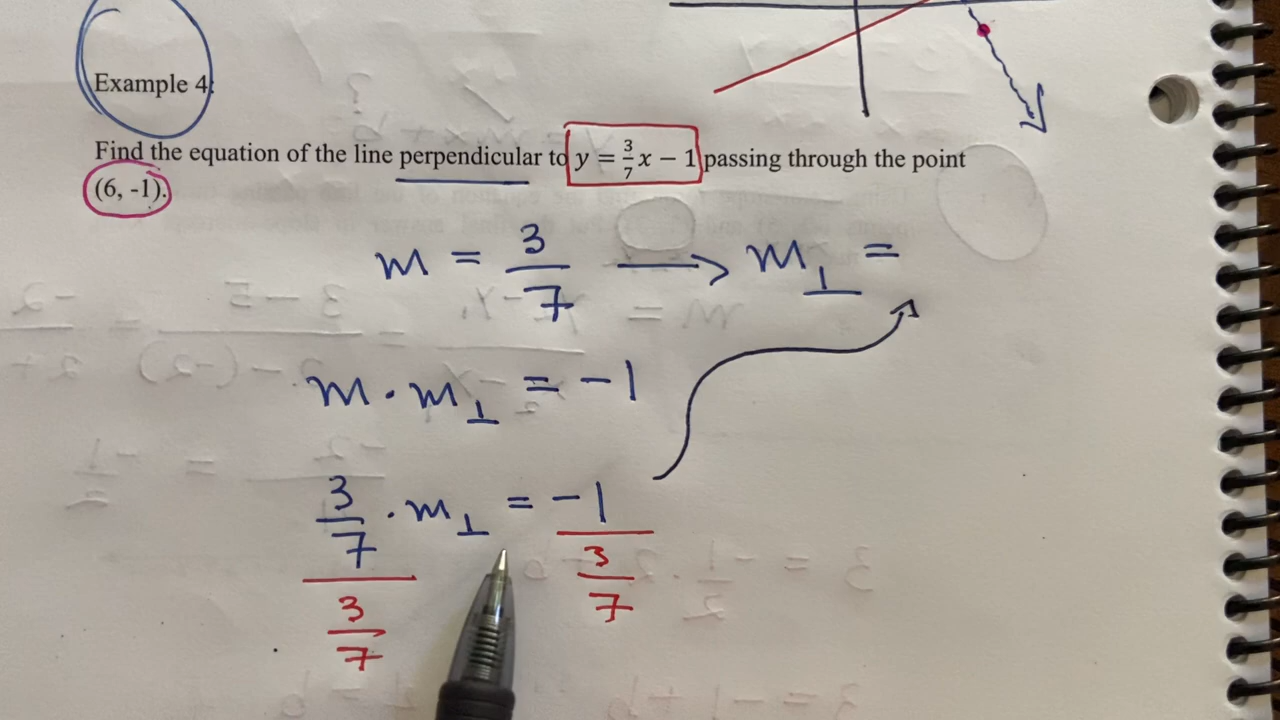 Example 4:
Find the equation of the line perpendicular to y = 3/7 x − 1 passing through the point
(6, -1).
m = 3/7 → m⊥ =
m · m⊥ = −1
3/7 · m⊥ = −1
3/7 3/7